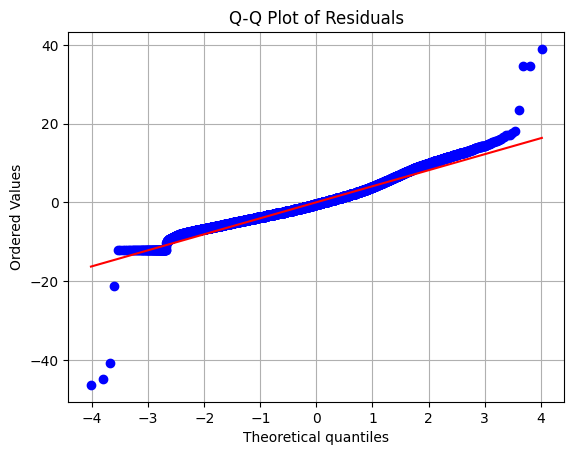 Q-Q Plot of Residuals
40
20
0
−20
−40
Ordered Values
−4 −3 −2 −1 0 1 2 3 4
Theoretical quantiles